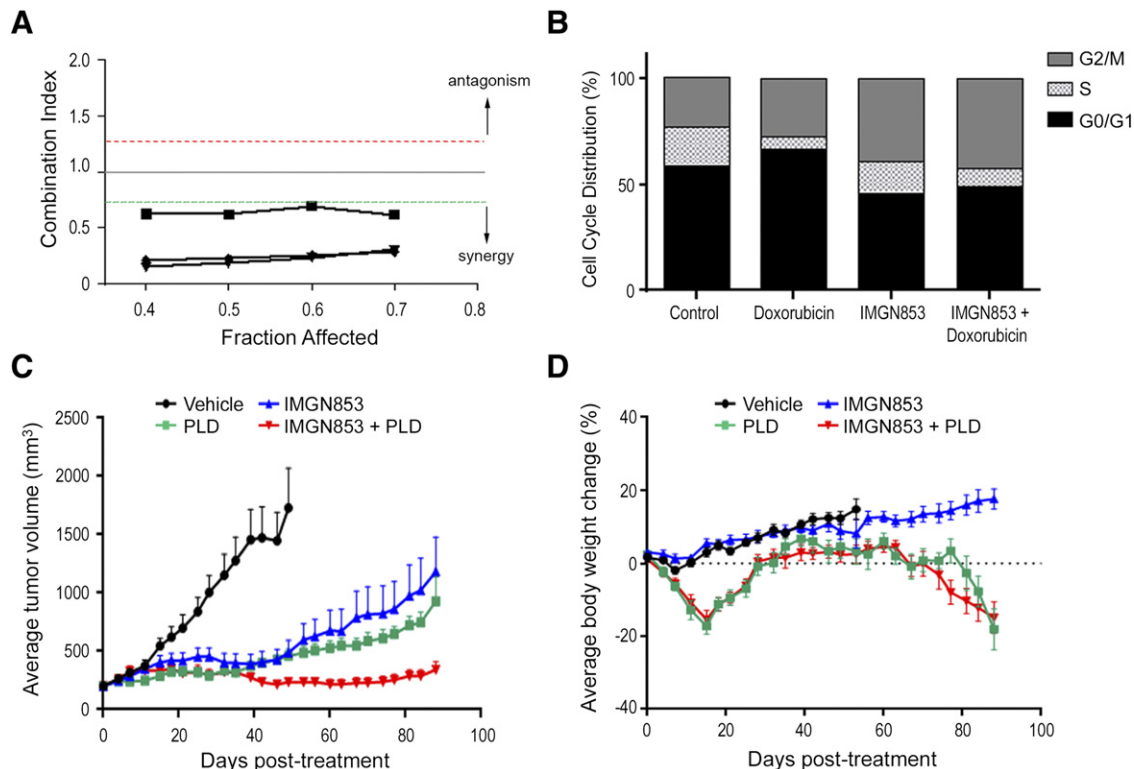 A
Combination Index
2.0
1.5
1.0
0.5
0
antagonism
synergy
0.4 0.5 0.6 0.7 0.8
Fraction Affected
B
Cell Cycle Distribution (%)
100
50
0
G2/M
S
G0/G1
Control Doxorubicin IMGN853 IMGN853 +
Doxorubicin
C
Vehicle IMGN853
PLD IMGN853 + PLD
Average tumor volume (mm³)
2500
2000
1500
1000
500
0
0 20 40 60 80 100
Days post-treatment
D
Vehicle IMGN853
PLD IMGN853 + PLD
Average body weight change (%)
40
20
0
-20
-40
0 20 40 60 80 100
Days post-treatment